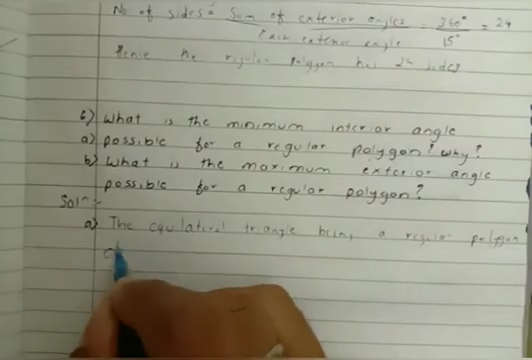 No of sides = Sum of exterior angles = 360° = 24
Each exterior angle 15°
Hence the regular polygon has 24 sides
6) What is the minimum interior angle
a) possible for a regular polygon? Why?
b) What is the maximum exterior angle
possible for a regular polygon?
Soln:-
a) The equilateral triangle being a regular polygon